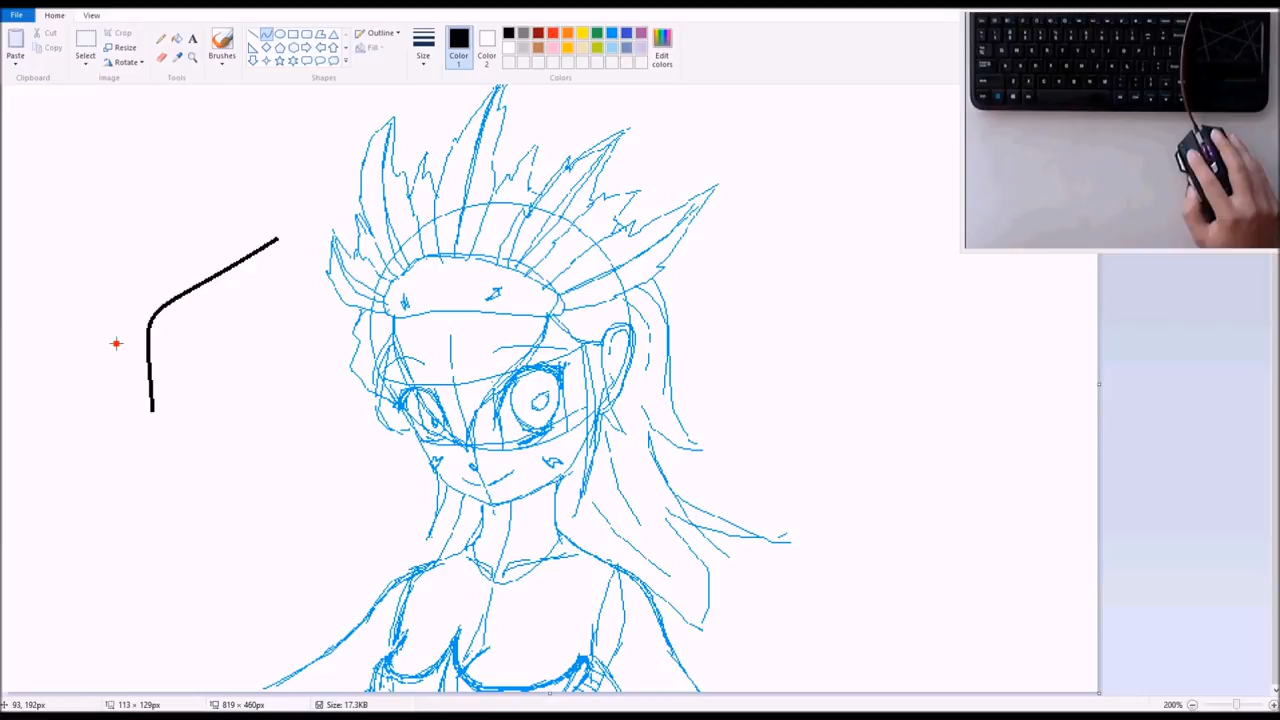 File Home View
Paste
Cut
Copy
Clipboard
Select
Crop
Resize
Rotate
Image
A
Tools
Brushes
Outline
Fill
Shapes
Size
Color
1
Color
2
Edit
colors
Colors
93, 192px 113 × 129px 819 × 460px Size: 17.3KB 200%